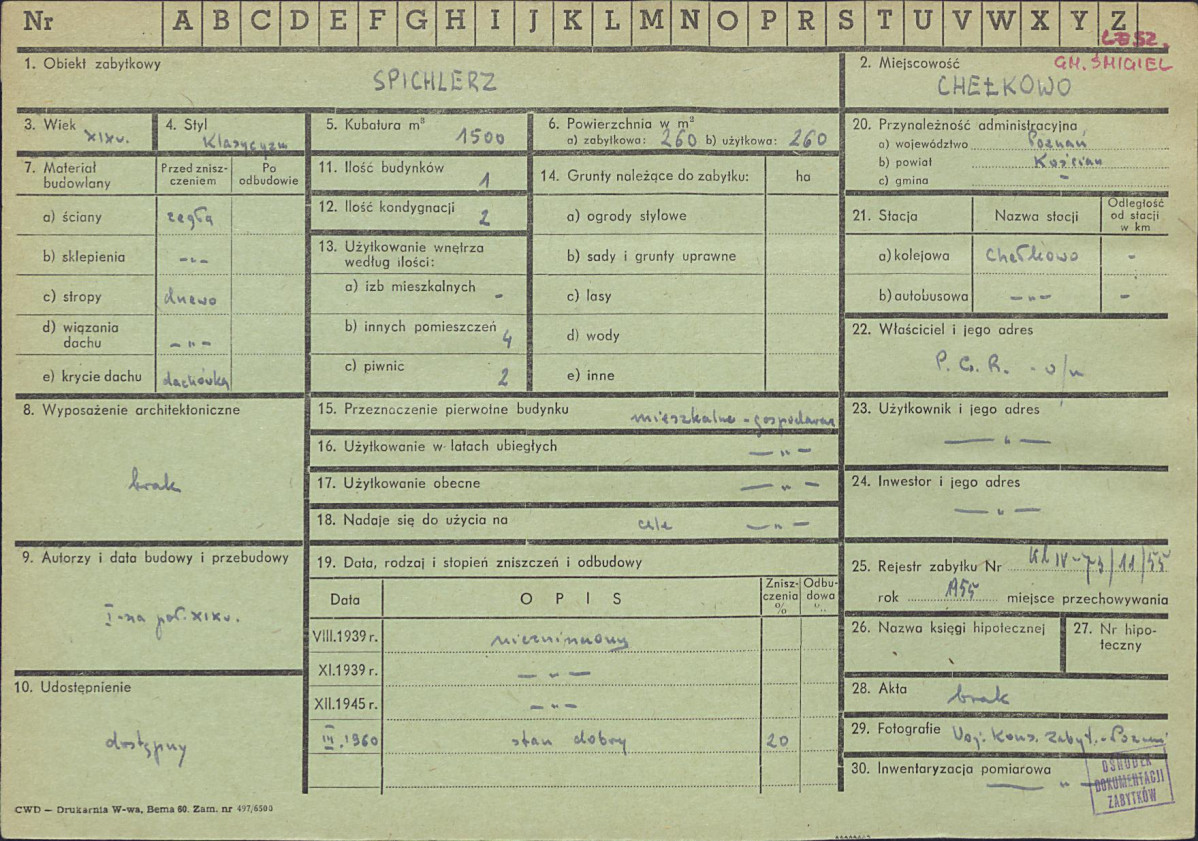 Nr A B C D E F G H I J K L M N O P R S T U V W X Y Z
GM. ŚMIGIEL
1. Obiekt zabytkowy
SPICHLERZ
2. Miejscowość
CHEŁKOWO
3. Wiek
XIX w.
4. Styl
Klasycyzm
5. Kubatura m³
1500
6. Powierzchnia w m²
a) zabytkowa: 260 b) użytkowa: 260
7. Materiał budowlany
Przed zniszczeniem
Po odbudowie
a) ściany cegła
b) sklepienia — „ —
c) stropy drewo
d) wiązania dachu — „ —
e) krycie dachu dachówka
8. Wyposażenie architektoniczne
brak
9. Autorzy i data budowy i przebudowy
I-na poł. XIX w.
10. Udostępnienie
dostępny
11. Ilość budynków
1
12. Ilość kondygnacji
2
13. Użytkowanie wnętrza według ilości:
a) izb mieszkalnych -
b) innych pomieszczeń 4
c) piwnic 2
14. Grunty należące do zabytku: ha
a) ogrody stylowe
b) sady i grunty uprawne
c) lasy
d) wody
e) inne
15. Przeznaczenie pierwotne budynku mieszkalno - gospodarcze
16. Użytkowanie w latach ubiegłych — „ —
17. Użytkowanie obecne — „ —
18. Nadaje się do użycia na cele — „ —
19. Data, rodzaj i stopień zniszczeń i odbudowy
Data
O P I S
Zniszczenia %
Odbudowa %
VIII.1939 r. niezniszczony
XI.1939 r. — „ —
XII.1945 r. — „ —
III.1960 stan dobry 20
20. Przynależność administracyjna
a) województwo Poznań
b) powiat Kościan
c) gmina -
21. Stacja
Nazwa stacji
Odległość od stacji w km
a) kolejowa Chełkowo -
b) autobusowa — „ — -
22. Właściciel i jego adres
P. G. R. - w/m
23. Użytkownik i jego adres
— „ —
24. Inwestor i jego adres
— „ —
25. Rejestr zabytku Nr KL IV-73/11/55
rok 1955 miejsce przechowywania
26. Nazwa księgi hipotecznej
27. Nr hipoteczny
28. Akta
brak
29. Fotografie Woj. Kons. Zabyt. - Poznań
30. Inwentaryzacja pomiarowa
— „ —
OŚRODEK
DOKUMENTACJI
ZABYTKÓW
CWD — Drukarnia W-wa, Bema 60. Zam. nr 497/6500